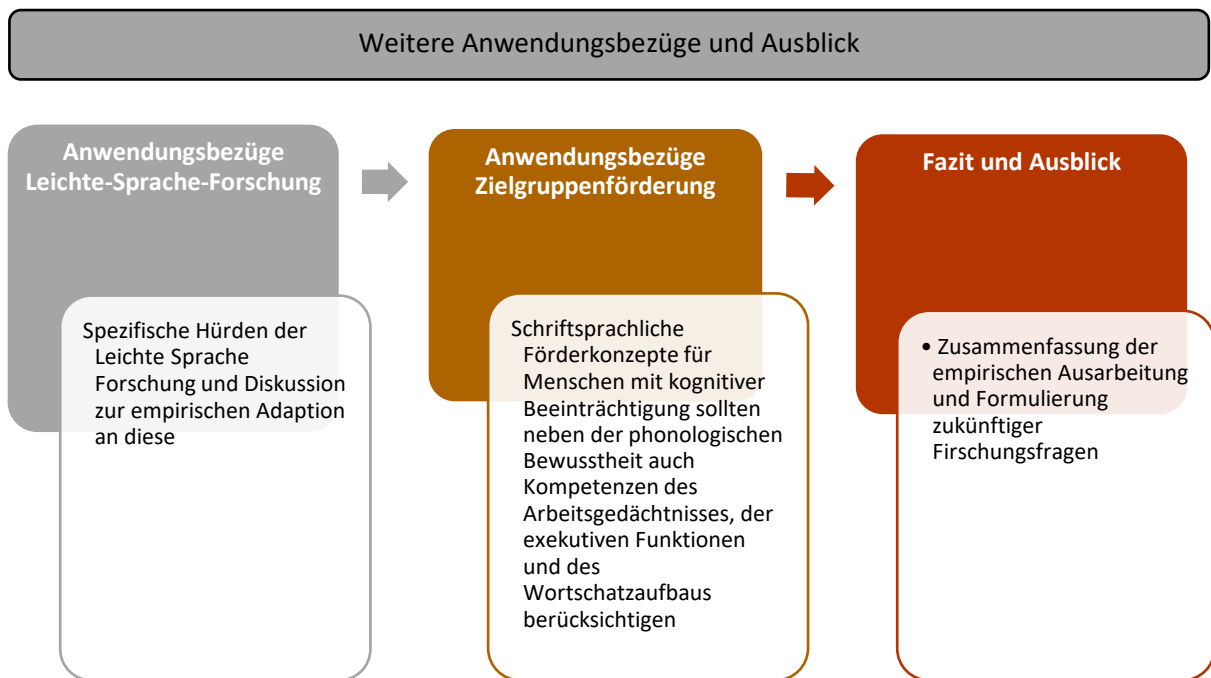 Weitere Anwendungsbezüge und Ausblick
Anwendungsbezüge
Leichte-Sprache-Forschung
Spezifische Hürden der
Leichte Sprache
Forschung und Diskussion
zur empirischen Adaption
an diese
Anwendungsbezüge
Zielgruppenförderung
Schriftsprachliche
Förderkonzepte für
Menschen mit kognitiver
Beeinträchtigung sollten
neben der phonologischen
Bewusstheit auch
Kompetenzen des
Arbeitsgedächtnisses, der
exekutiven Funktionen
und des
Wortschatzaufbaus
berücksichtigen
Fazit und Ausblick
• Zusammenfassung der
empirischen Ausarbeitung
und Formulierung
zukünftiger
Firschungsfragen